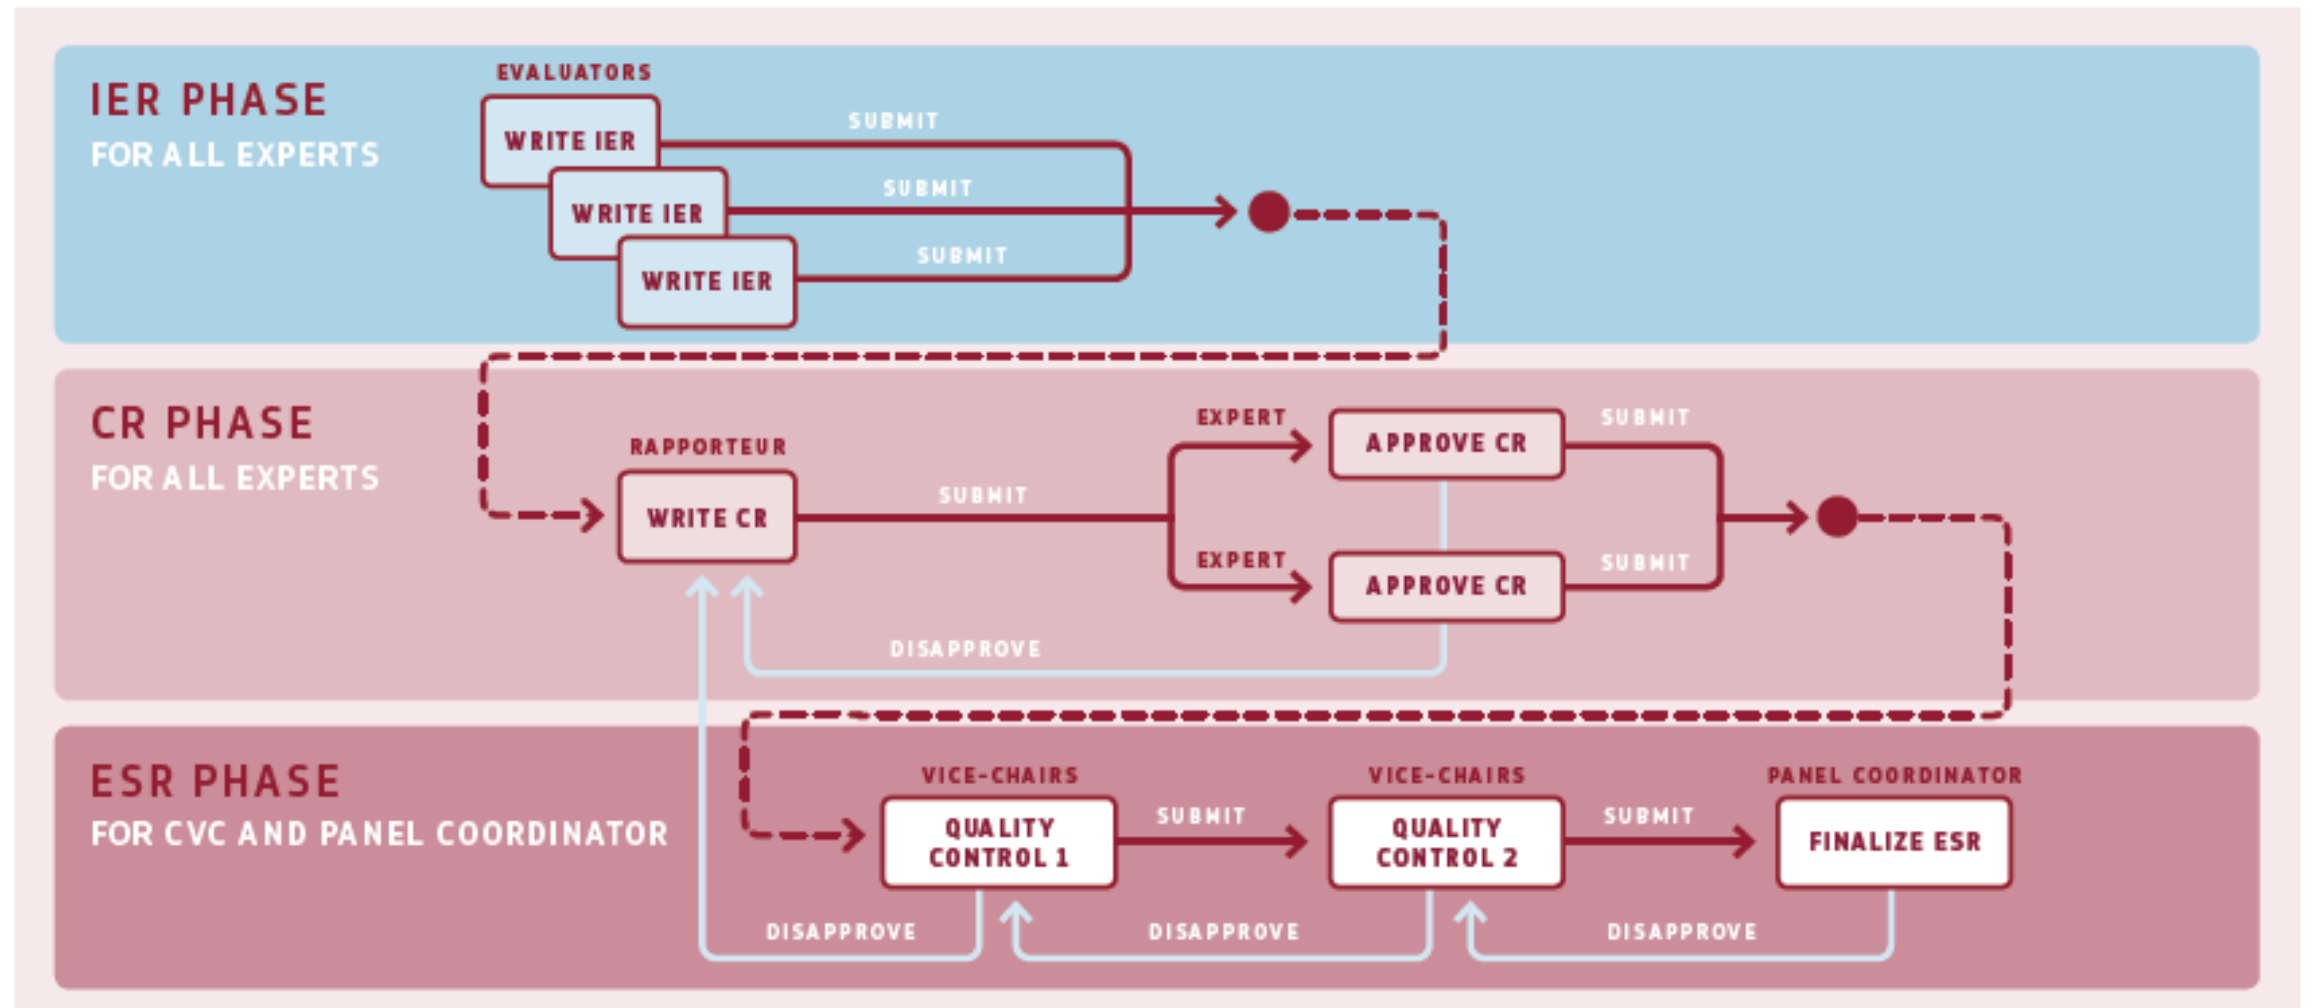 IER PHASE
FOR ALL EXPERTS
EVALUATORS
WRITE IER
SUBMIT
WRITE IER
SUBMIT
WRITE IER
SUBMIT
CR PHASE
FOR ALL EXPERTS
RAPPORTEUR
WRITE CR
SUBMIT
EXPERT
APPROVE CR
SUBMIT
EXPERT
APPROVE CR
SUBMIT
DISAPPROVE
ESR PHASE
FOR CVC AND PANEL COORDINATOR
VICE-CHAIRS
QUALITY
CONTROL 1
SUBMIT
VICE-CHAIRS
QUALITY
CONTROL 2
SUBMIT
PANEL COORDINATOR
FINALIZE ESR
DISAPPROVE
DISAPPROVE
DISAPPROVE